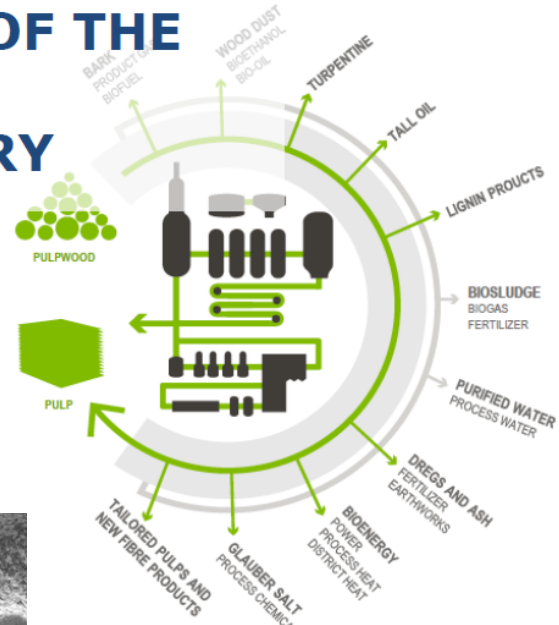 OF THE
RY
BARK
PRODUCT GAS
BIOFUEL
WOOD DUST
BIOETHANOL
BIO-OIL
TURPENTINE
TALL OIL
LIGNIN PROUCTS
BIOSLUDGE
BIOGAS
FERTILIZER
PURIFIED WATER
PROCESS WATER
DREGS AND ASH
FERTILIZER
EARTHWORKS
BIOENERGY
POWER
PROCESS HEAT
DISTRICT HEAT
GLAUBER SALT
PROCESS CHEMICA
TAILORED PULPS AND
NEW FIBRE PRODUCTS
PULPWOOD
PULP